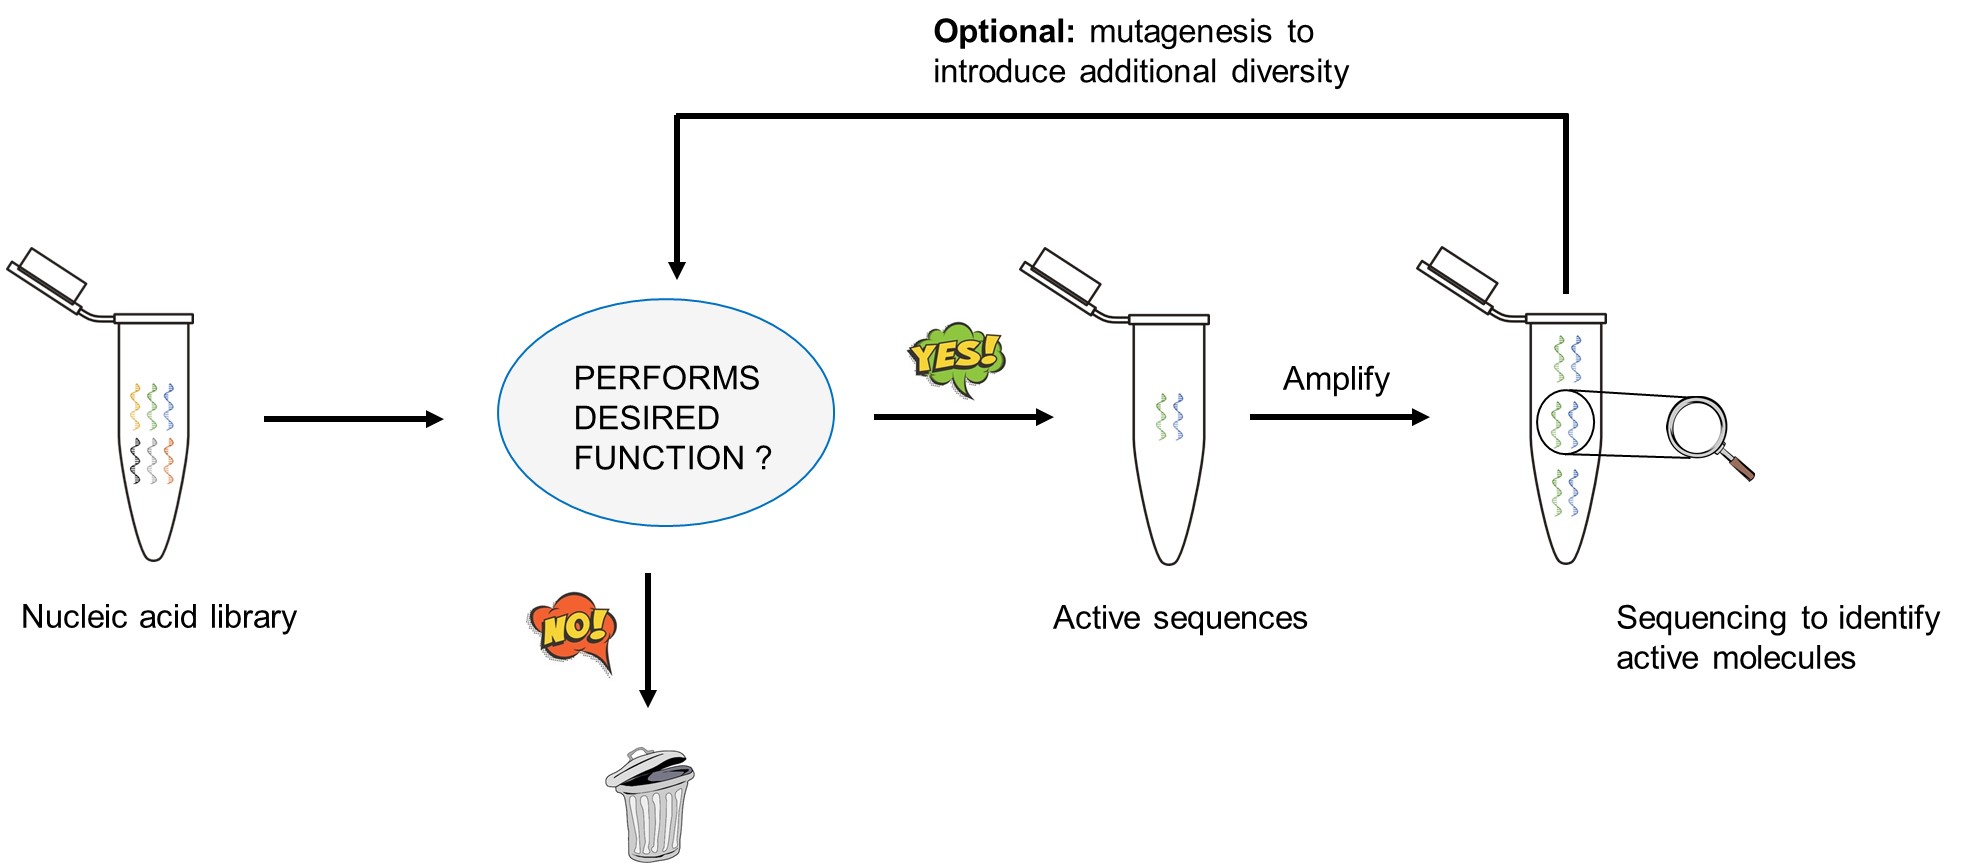 Optional: mutagenesis to
introduce additional diversity
PERFORMS
DESIRED
FUNCTION ?
YES!
Amplify
NO!
Nucleic acid library
Active sequences
Sequencing to identify
active molecules